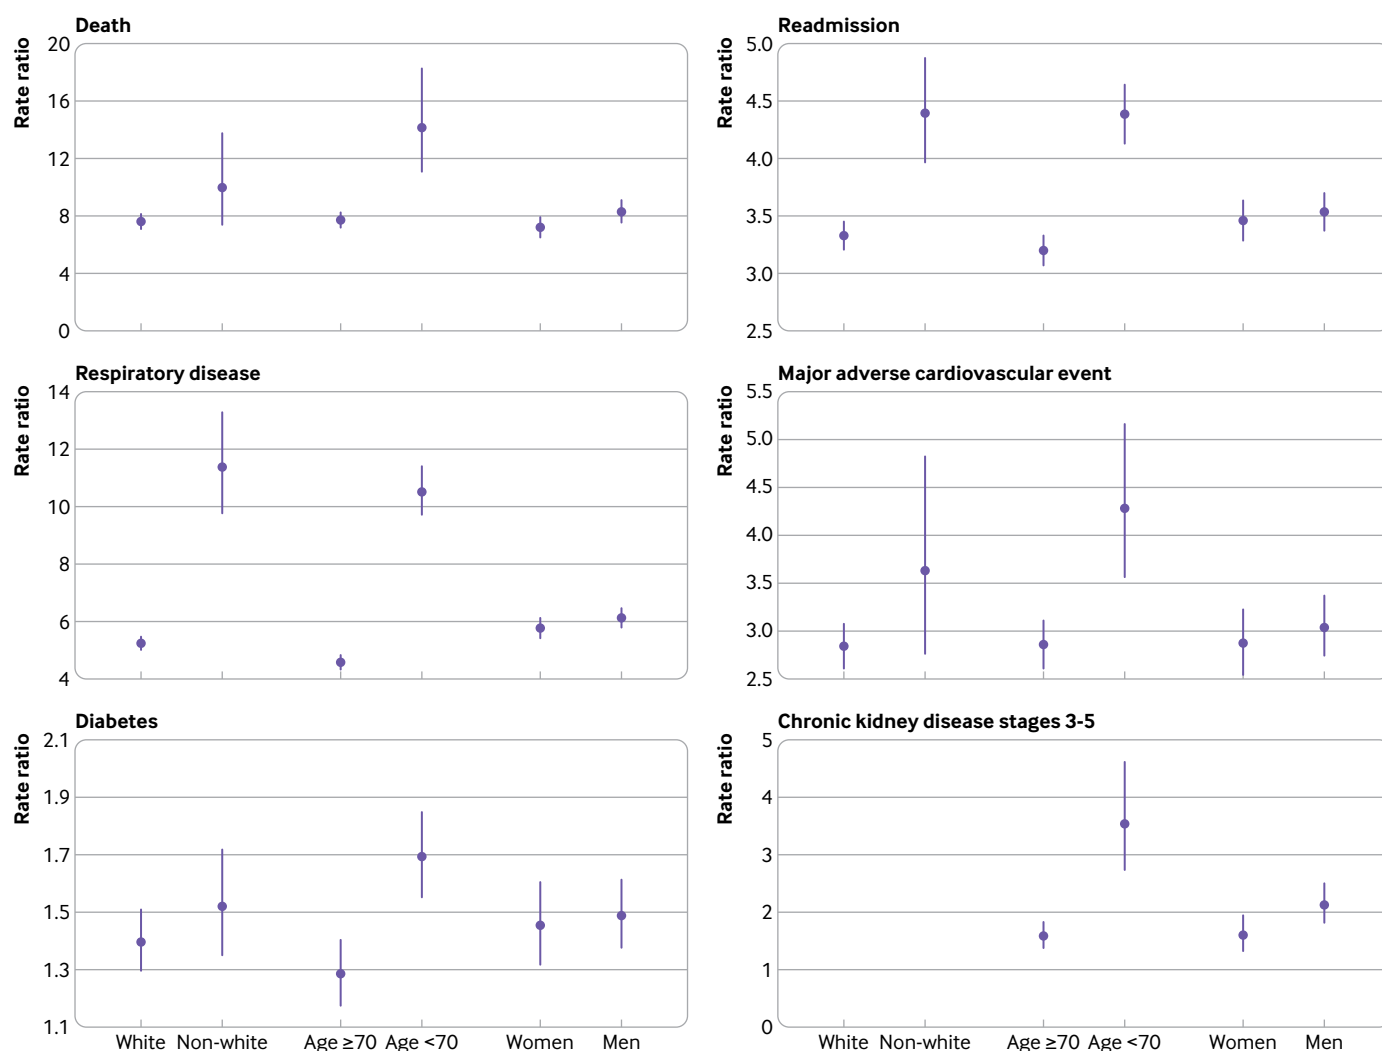 Death
Rate ratio
20
16
12
8
4
0
Readmission
Rate ratio
5.0
4.5
4.0
3.5
3.0
2.5
Respiratory disease
Rate ratio
14
12
10
8
6
4
Major adverse cardiovascular event
Rate ratio
5.5
5.0
4.5
4.0
3.5
3.0
2.5
Diabetes
Rate ratio
2.1
1.9
1.7
1.5
1.3
1.1
White Non-white Age ≥70 Age <70 Women Men
Chronic kidney disease stages 3-5
Rate ratio
5
4
3
2
1
0
White Non-white Age ≥70 Age <70 Women Men